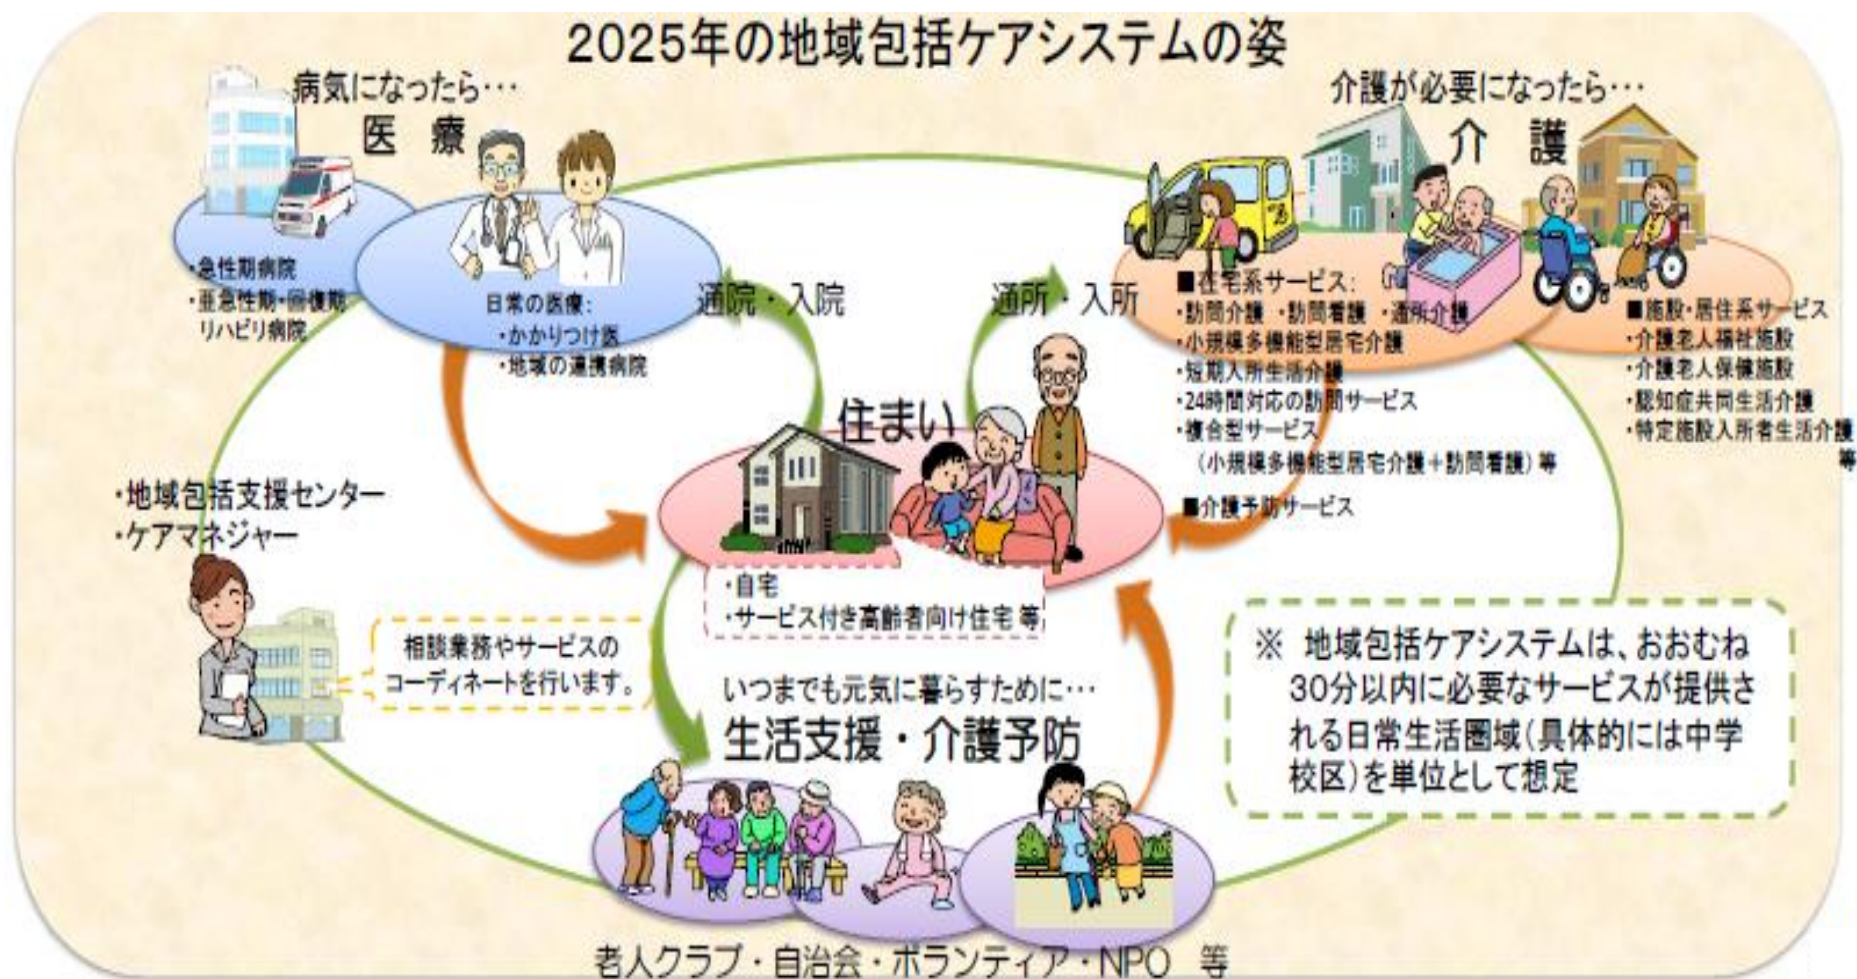 2025年の地域包括ケアシステムの姿
病気になったら…
医 療
・急性期病院
・亜急性期・回復期
リハビリ病院
日常の医療:
・かかりつけ医
・地域の連携病院
通院・入院
通所・入所
介護が必要になったら…
介 護
■在宅系サービス:
・訪問介護 ・訪問看護 ・通所介護
・小規模多機能型居宅介護
・短期入所生活介護
・24時間対応の訪問サービス
・複合型サービス
(小規模多機能型居宅介護+訪問看護) 等
■介護予防サービス
■施設・居住系サービス
・介護老人福祉施設
・介護老人保健施設
・認知症共同生活介護
・特定施設入所者生活介護
等
住まい
・自宅
・サービス付き高齢者向け住宅 等
・地域包括支援センター
・ケアマネジャー
相談業務やサービスの
コーディネートを行います。
いつまでも元気に暮らすために…
生活支援・介護予防
老人クラブ・自治会・ボランティア・NPO 等
※ 地域包括ケアシステムは、おおむね
30分以内に必要なサービスが提供さ
れる日常生活圏域(具体的には中学
校区)を単位として想定